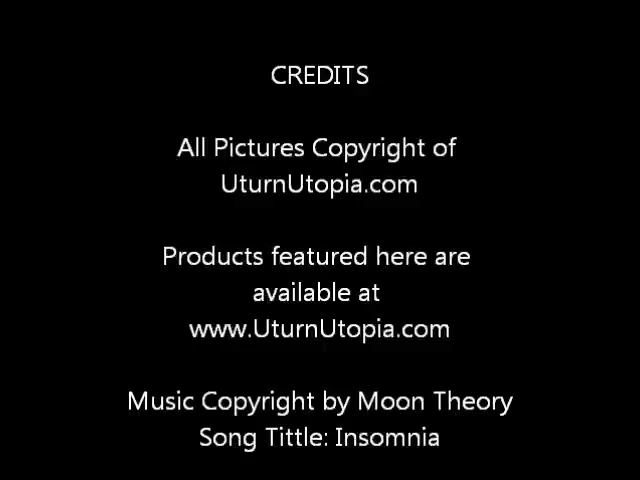 CREDITS
All Pictures Copyright of
UturnUtopia.com
Products featured here are
available at
www.UturnUtopia.com
Music Copyright by Moon Theory
Song Tittle: Insomnia